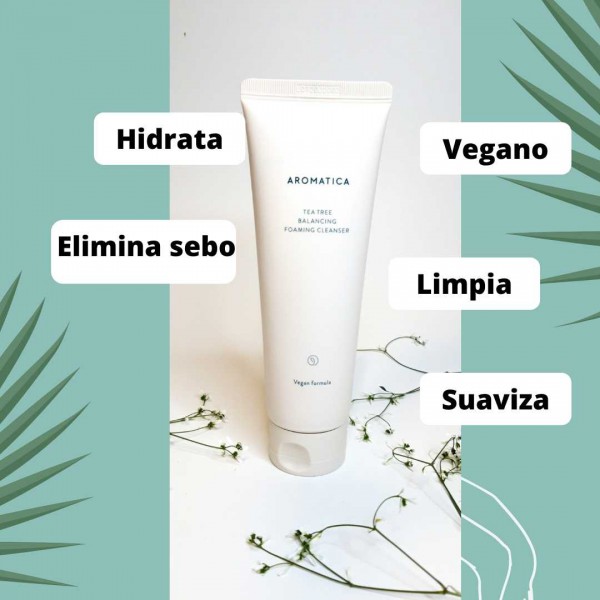 Hidrata
Vegano
Elimina sebo
Limpia
Suaviza
AROMATICA
TEA TREE
BALANCING
FOAMING CLEANSER
Vegan formula